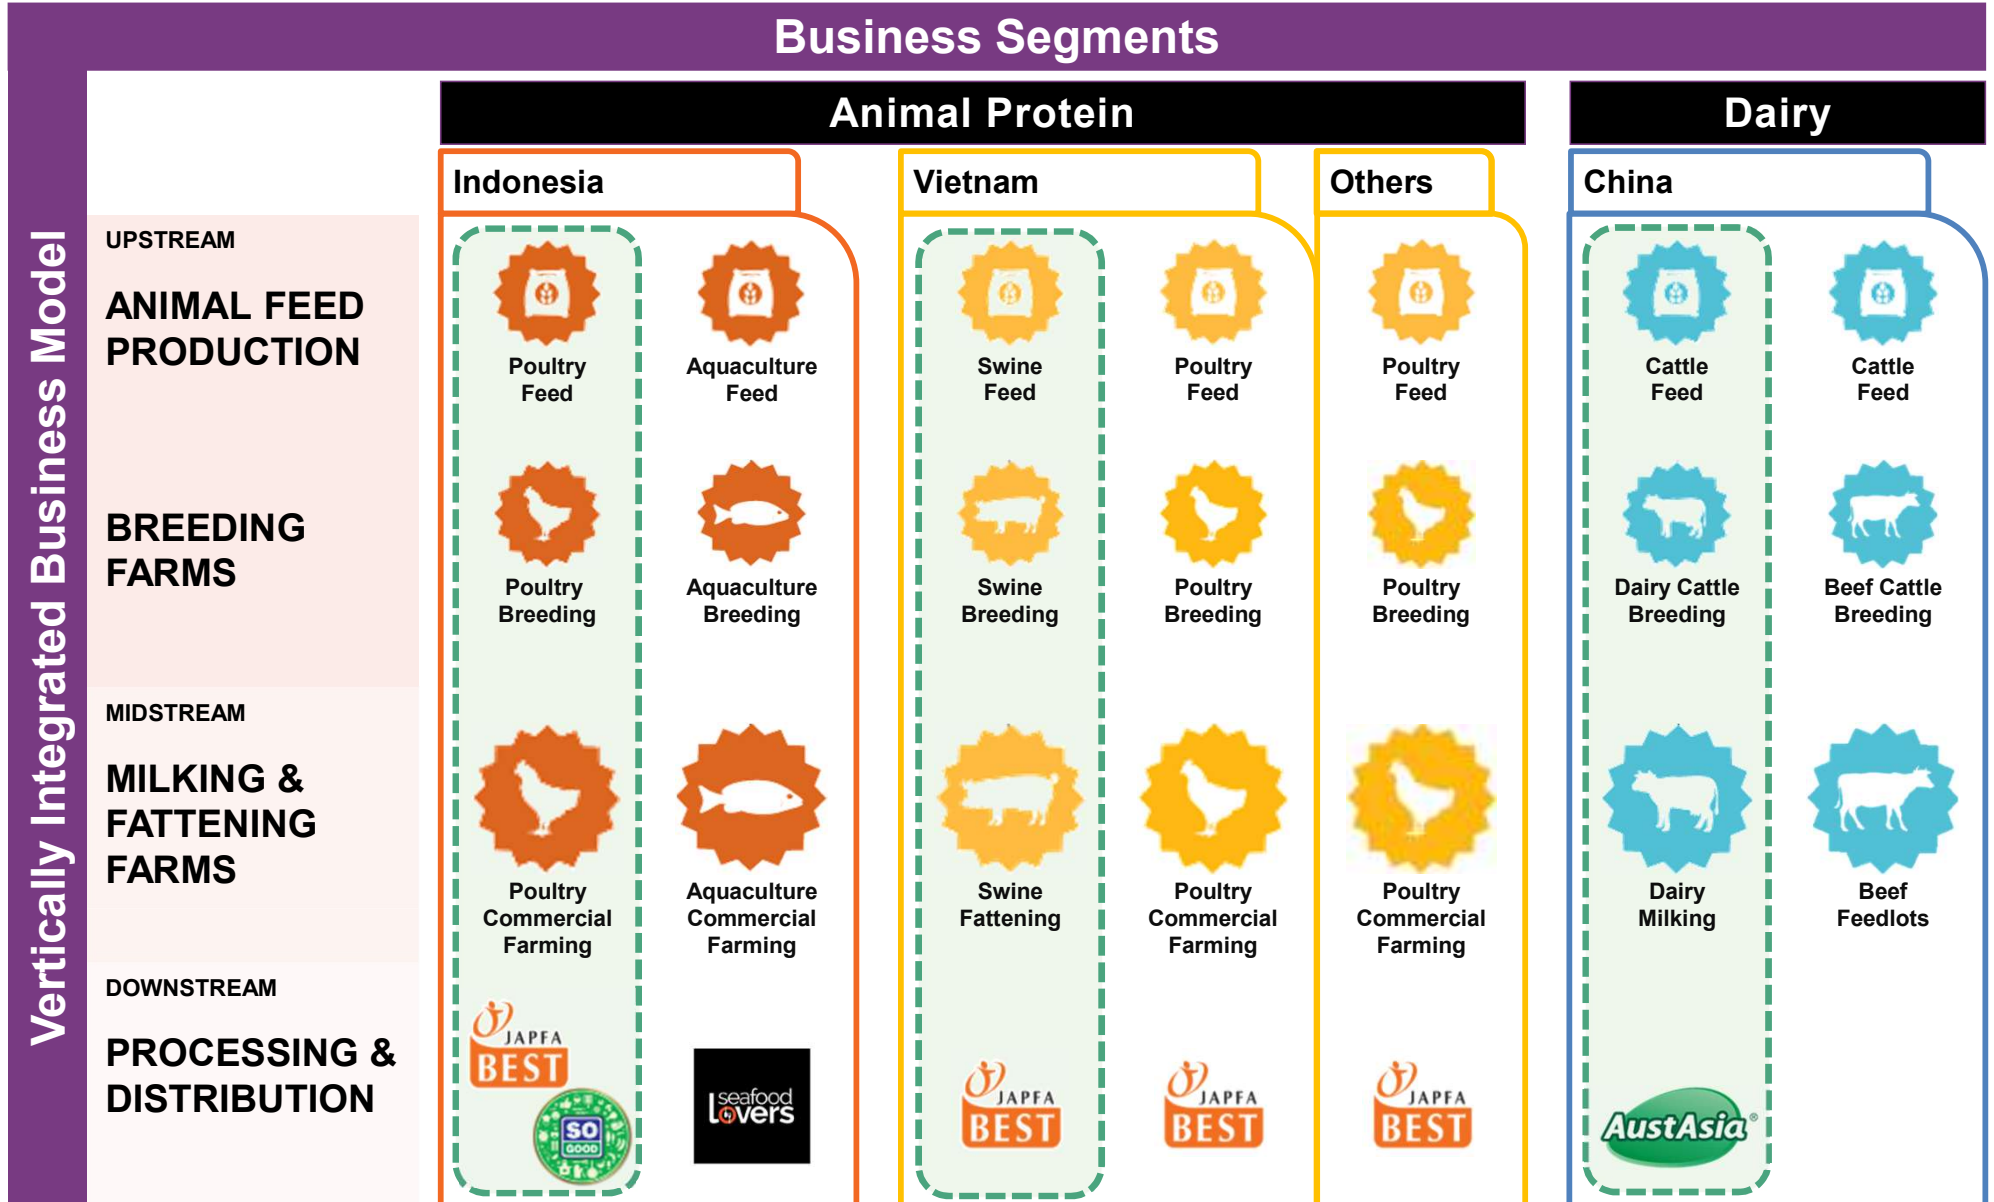 Business Segments
Vertically Integrated Business Model
Animal Protein
Dairy
Indonesia
Vietnam
Others
China
UPSTREAM
ANIMAL FEED
PRODUCTION
Poultry
Feed
Aquaculture
Feed
Swine
Feed
Poultry
Feed
Poultry
Feed
Cattle
Feed
Cattle
Feed
BREEDING
FARMS
Poultry
Breeding
Aquaculture
Breeding
Swine
Breeding
Poultry
Breeding
Poultry
Breeding
Dairy Cattle
Breeding
Beef Cattle
Breeding
MIDSTREAM
MILKING &
FATTENING
FARMS
Poultry
Commercial
Farming
Aquaculture
Commercial
Farming
Swine
Fattening
Poultry
Commercial
Farming
Poultry
Commercial
Farming
Dairy
Milking
Beef
Feedlots
DOWNSTREAM
PROCESSING &
DISTRIBUTION
JAPFA
BEST
SO
GOOD
seafood
Lovers
JAPFA
BEST
JAPFA
BEST
JAPFA
BEST
AustAsia®